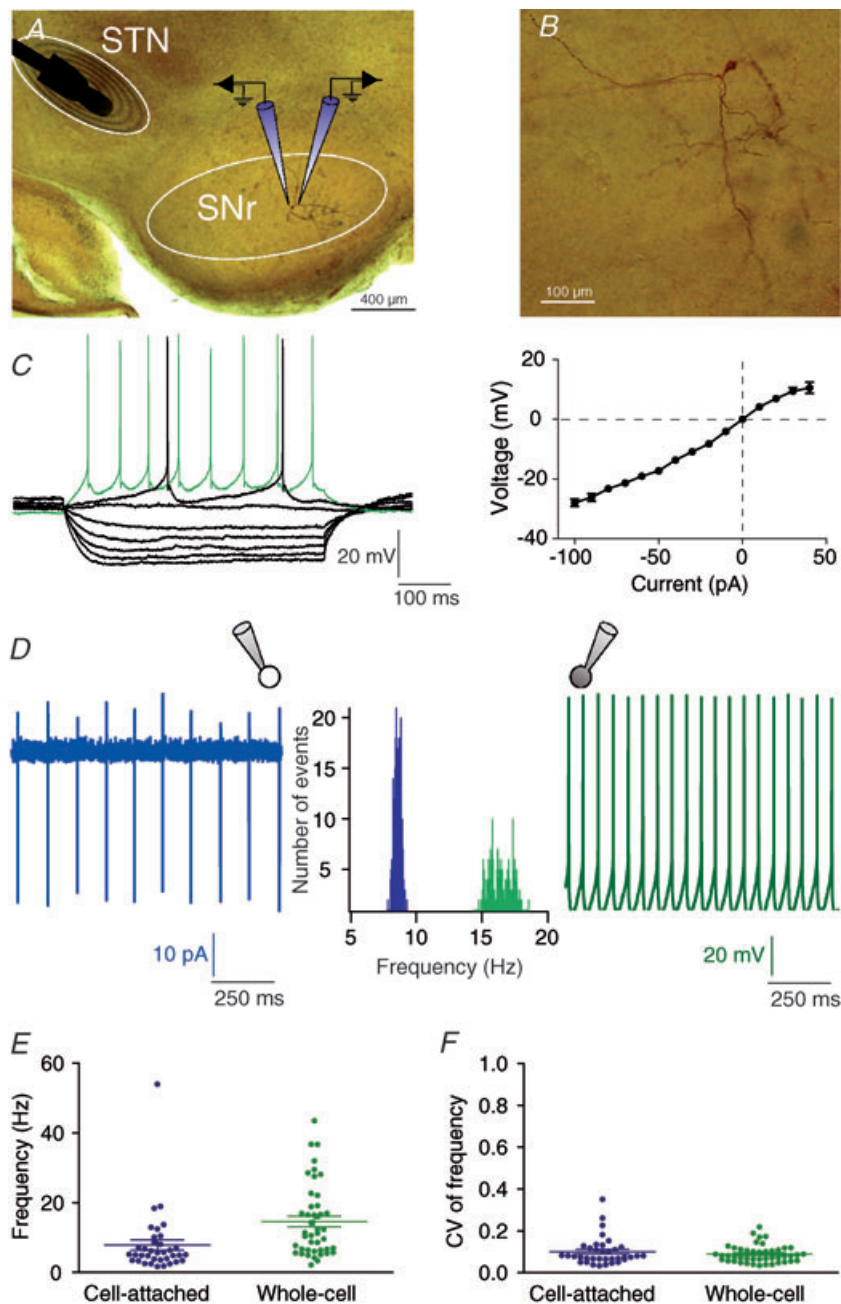 A
STN
SNr
400 µm
B
100 µm
C
20 mV
100 ms
Voltage (mV)
20
0
-20
-40
-100
-50
0
50
Current (pA)
D
10 pA
250 ms
Number of events
20
15
10
5
5
10
15
20
Frequency (Hz)
20 mV
250 ms
E
Frequency (Hz)
60
40
20
0
Cell-attached
Whole-cell
F
CV of frequency
1.0
0.8
0.6
0.4
0.2
0.0
Cell-attached
Whole-cell